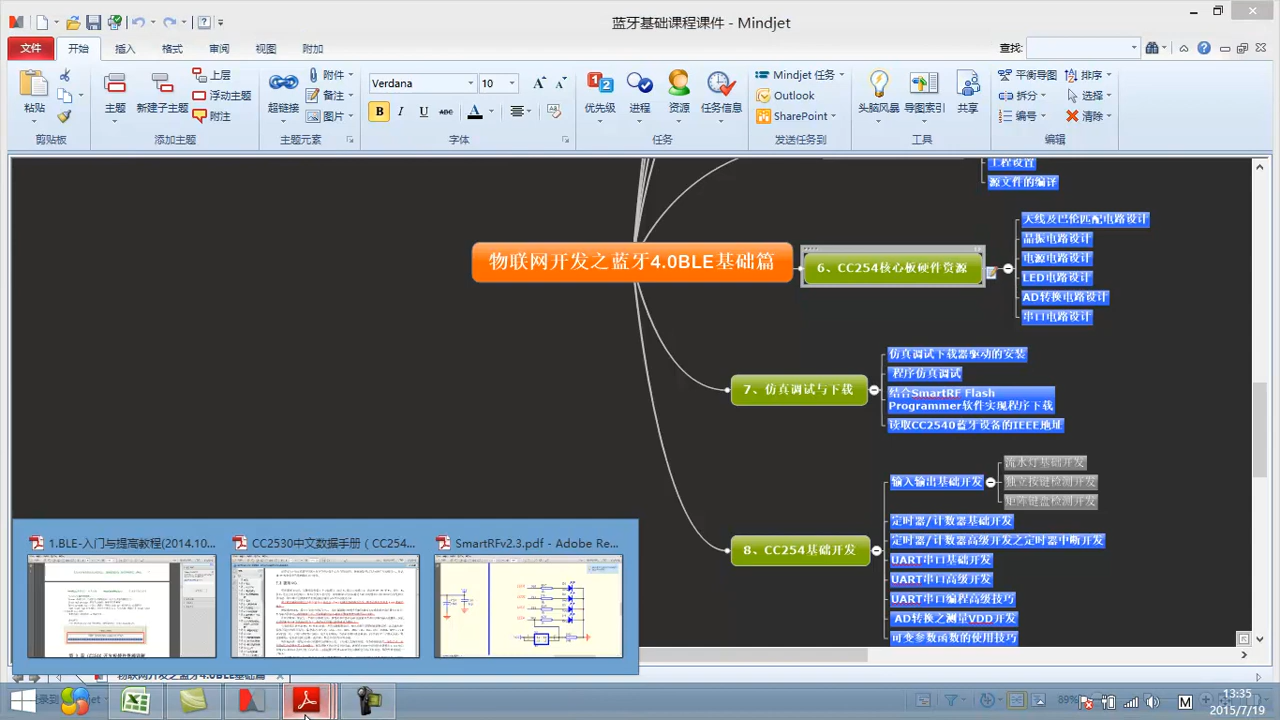 蓝牙基础课程课件 - Mindjet
文件 开始 插入 格式 审阅 视图 附加 查找:
粘贴
剪贴板
主题
新建子主题
上层
浮动主题
附注
添加主题
超链接
附件
备注
图片
主题元素
Verdana 10
B I U ABC A
字体
优先级
进程
资源
任务信息
任务
Mindjet 任务
Outlook
SharePoint
发送任务到
头脑风暴
导图索引
共享
工具
平衡导图
拆分
编号
排序
选择
清除
编辑
工程设置
源文件的编译
物联网开发之蓝牙4.0BLE基础篇
6、CC254核心板硬件资源
天线及巴伦匹配电路设计
晶振电路设计
电源电路设计
LED电路设计
AD转换电路设计
串口电路设计
7、仿真调试与下载
仿真调试下载器驱动的安装
程序仿真调试
结合SmartRF Flash
Programmer软件实现程序下载
读取CC2540蓝牙设备的IEEE地址
8、CC254基础开发
输入输出基础开发
流水灯基础开发
独立按键检测开发
矩阵键盘检测开发
定时器/计数器基础开发
定时器/计数器高级开发之定时器中断开发
UART串口基础开发
UART串口高级开发
UART串口编程高级技巧
AD转换之测量VDD开发
可变参数函数的使用技巧
1.BLE-入门与提高教程(2014.10...
CC2530中文数据手册 ( CC254...
SmartRFv2.3.pdf - Adobe Re...
物联网开发之蓝牙4.0BLE基础篇
89%
M
13:35
2015/7/19